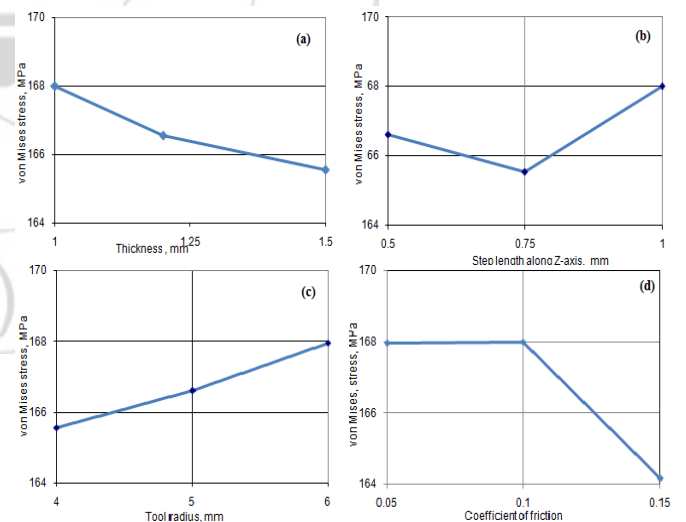 170
(a)
168
166
164
von Mises stress, MPa
1
1.25
1.5
Thickness, mm
170
(b)
168
166
164
von Mises stress, MPa
0.5
0.75
1
Step length along Z-axis, mm
170
(c)
168
166
164
von Mises stress, MPa
4
5
6
Tool radius, mm
170
(d)
168
166
164
von Mises, stress, MPa
0.05
0.1
0.15
Coefficient of friction